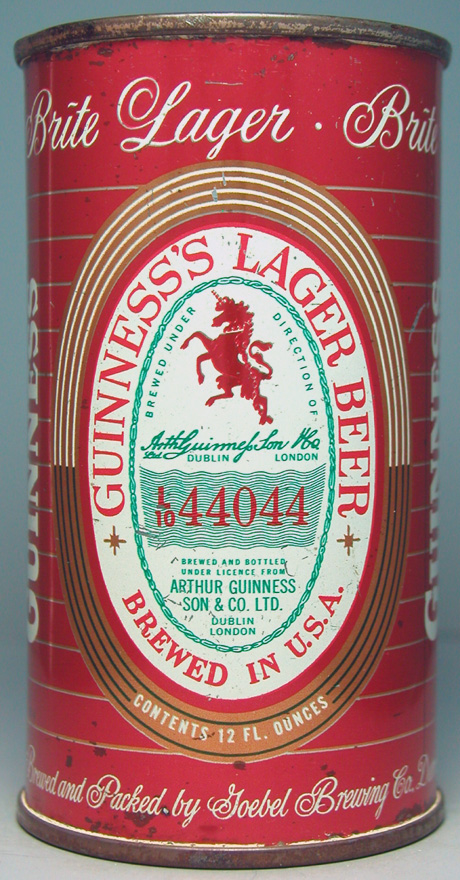 Brite Lager · Brite
GUINNESS
GUINNESS'S LAGER BEER
BREWED UNDER DIRECTION OF
Arth Guinness Son & Co
Ltd.
DUBLIN LONDON
L/10 44044
BREWED AND BOTTLED
UNDER LICENCE FROM
ARTHUR GUINNESS
SON & CO. LTD.
DUBLIN
LONDON
BREWED IN U.S.A.
CONTENTS 12 FL. OUNCES
GUINNESS
Brewed and Packed by Goebel Brewing Co.